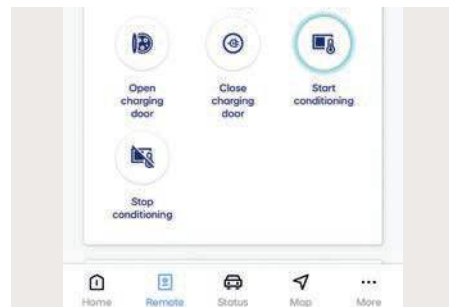 Open
charging
door
Close
charging
door
Start
conditioning
Stop
conditioning
Home
Remote
Status
Map
More